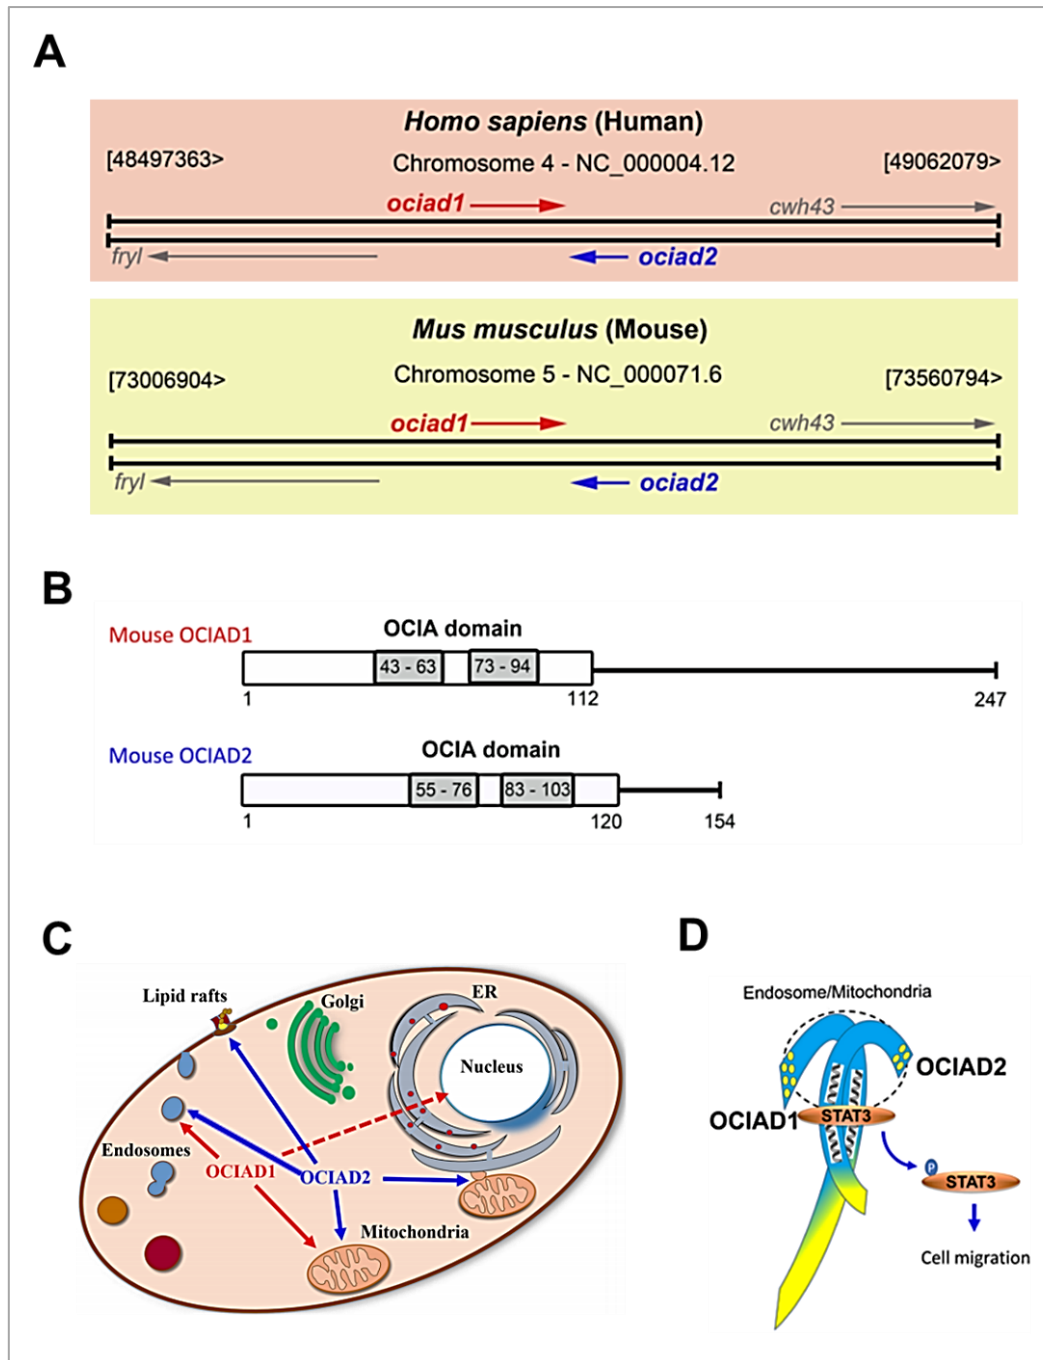 A
Homo sapiens (Human)
[48497363>
Chromosome 4 - NC_000004.12
[49062079>
ociad1
cwh43
fryl
ociad2
Mus musculus (Mouse)
[73006904>
Chromosome 5 - NC_000071.6
[73560794>
ociad1
cwh43
fryl
ociad2
B
Mouse OCIAD1
OCIA domain
43 - 63
73 - 94
1
112
247
Mouse OCIAD2
OCIA domain
55 - 76
83 - 103
1
120
154
C
Lipid rafts
Golgi
ER
Nucleus
Endosomes
OCIAD1
OCIAD2
Mitochondria
D
Endosome/Mitochondria
OCIAD2
OCIAD1
STAT3
P
STAT3
Cell migration